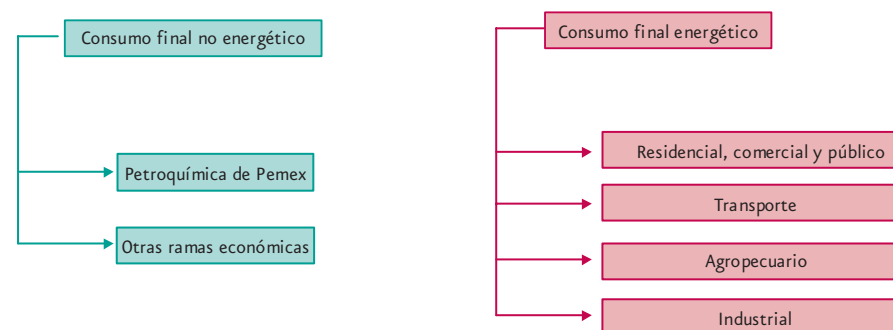 Consumo final no energético
Petroquímica de Pemex
Otras ramas económicas
Consumo final energético
Residencial, comercial y público
Transporte
Agropecuario
Industrial